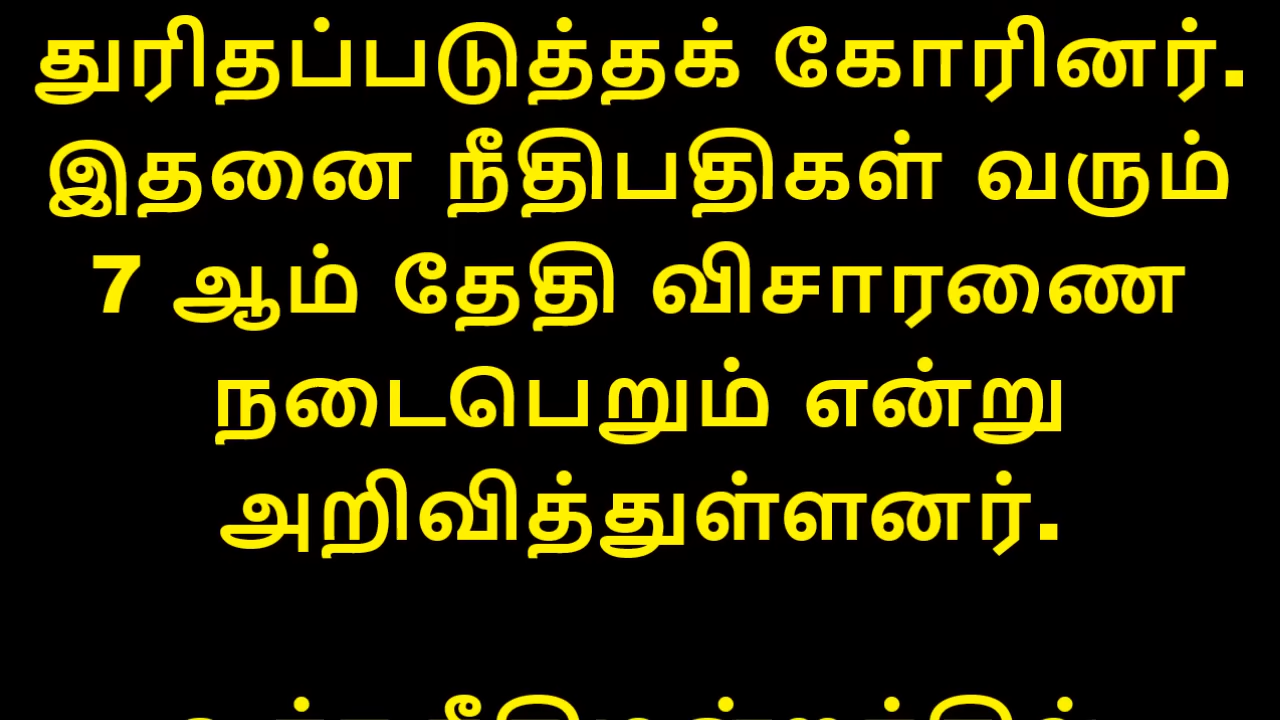 துரிதப்படுத்தக் கோரினர்.
இதனை நீதிபதிகள் வரும்
7 ஆம் தேதி விசாரணை
நடைபெறும் என்று
அறிவித்துள்ளனர்.